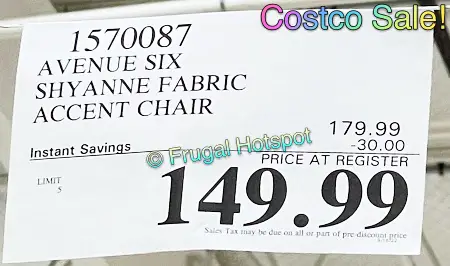 Costco Sale!
1570087
AVENUE SIX
SHYANNE FABRIC
ACCENT CHAIR
179.99
Instant Savings -30.00
© Frugal Hotspot
PRICE AT REGISTER
LIMIT
5
149.99
Sales Tax may be due on all or part of pre-discount price